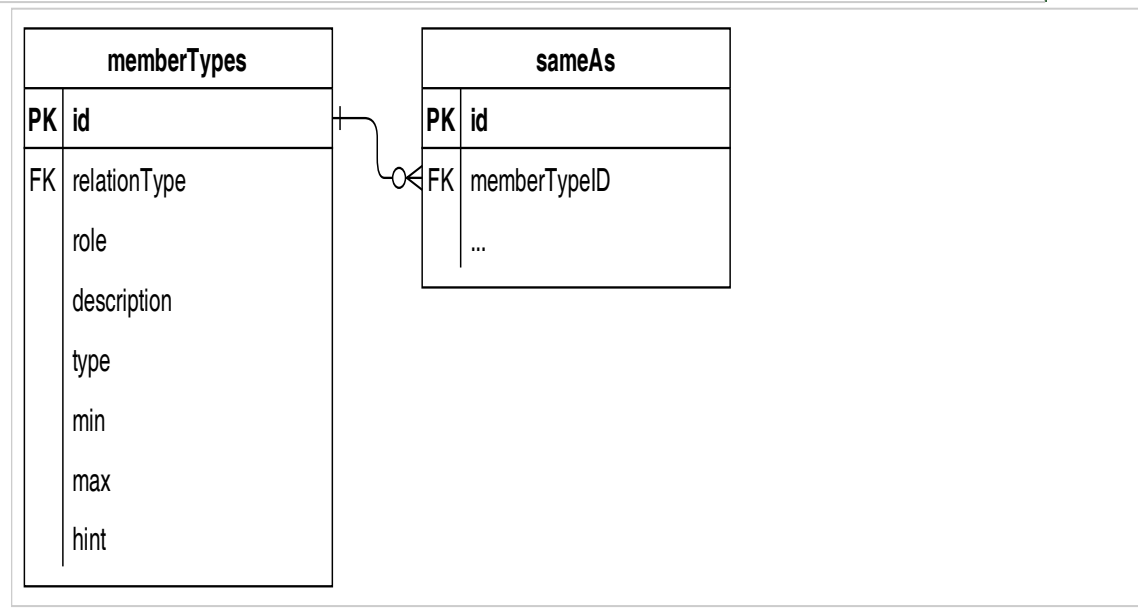 memberTypes
PK id
FK relationType
role
description
type
min
max
hint
sameAs
PK id
FK memberTypeID
...